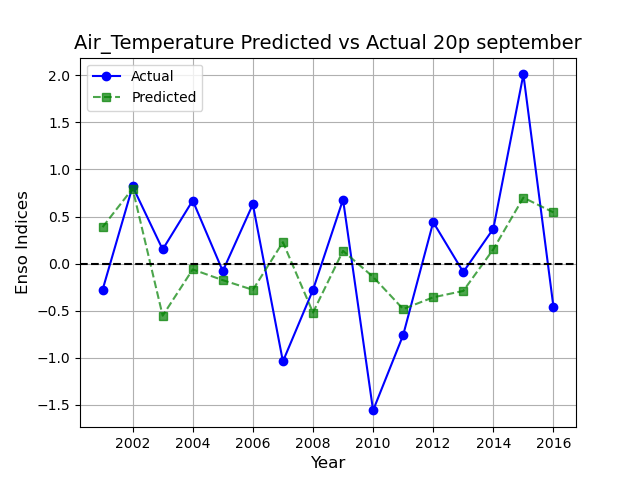 Air_Temperature Predicted vs Actual 20p september
Actual
Predicted
2.0
1.5
1.0
0.5
0.0
−0.5
−1.0
−1.5
Enso Indices
2002 2004 2006 2008 2010 2012 2014 2016
Year